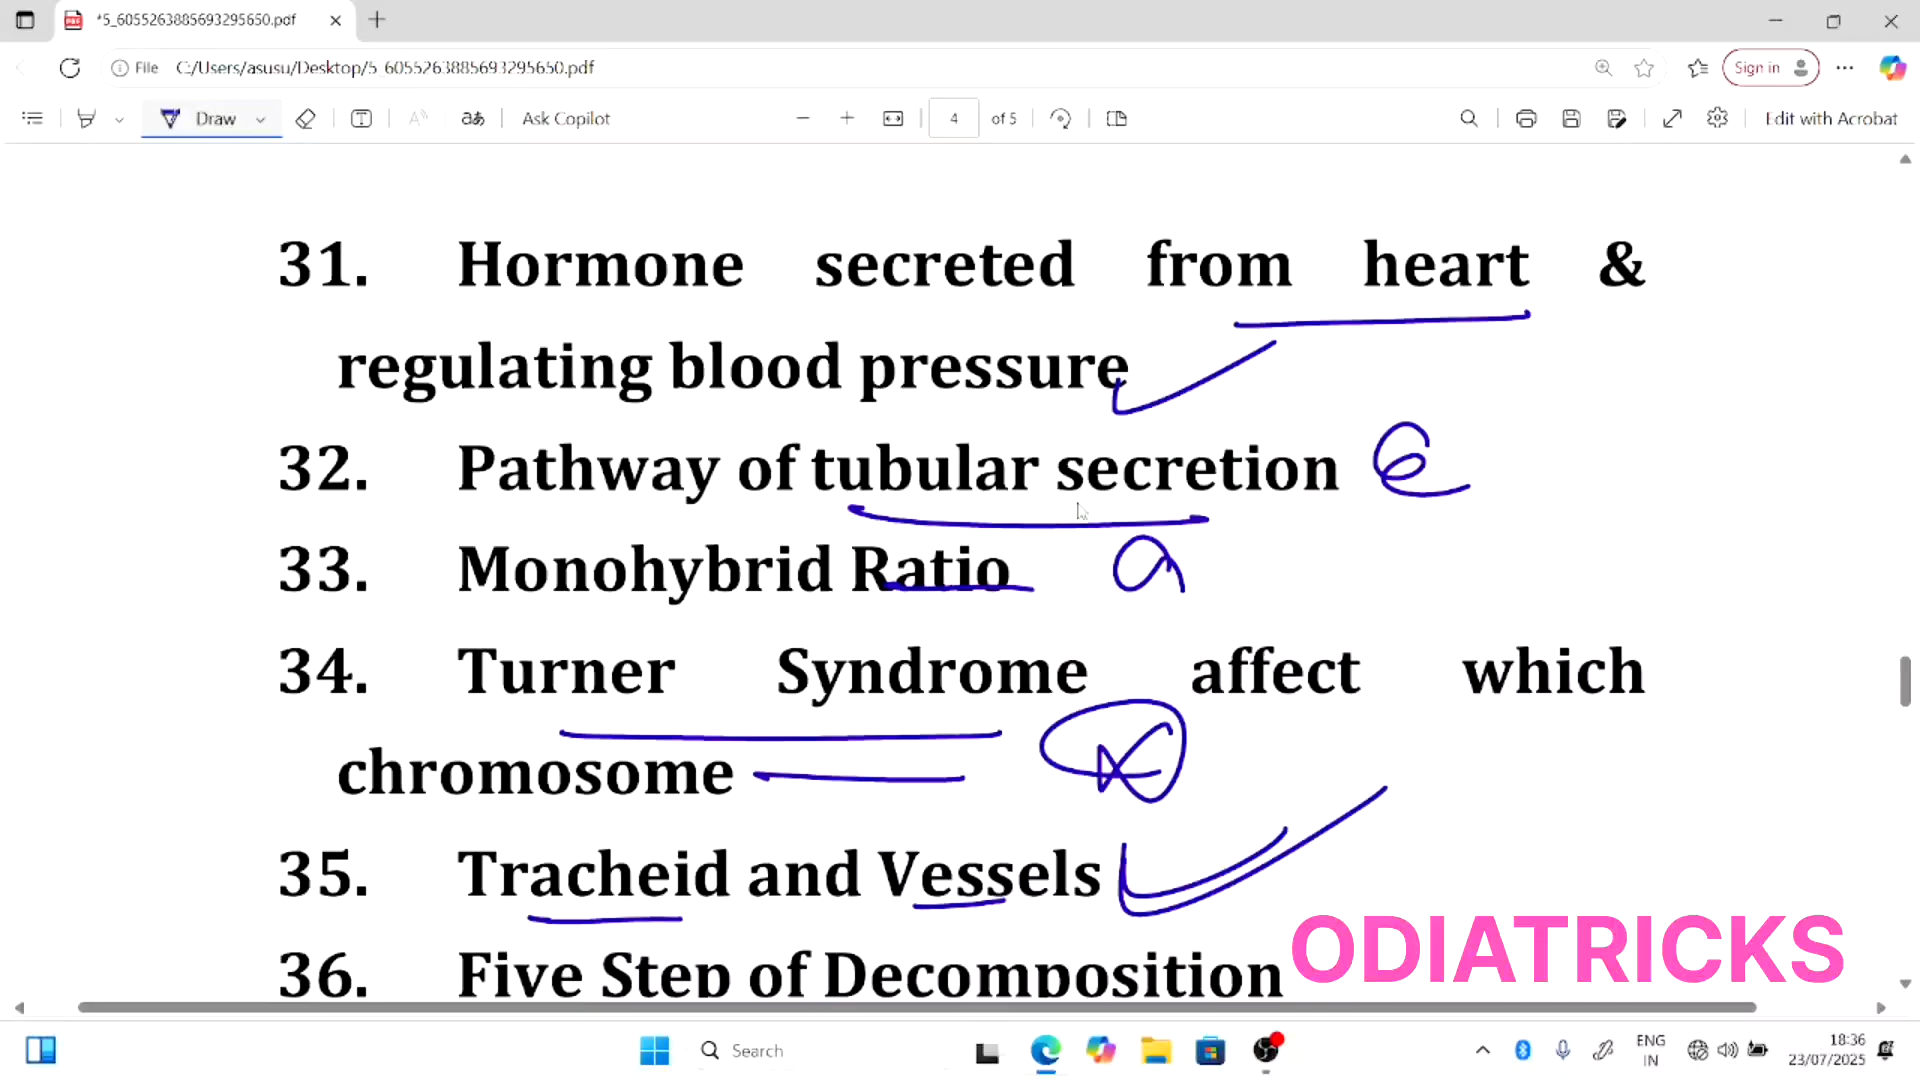 *5_6055263885693295650.pdf
File C:/Users/asusu/Desktop/5_6055263885693295650.pdf
Sign in
Draw
Ask Copilot
4 of 5
Edit with Acrobat
31. Hormone secreted from heart &
regulating blood pressure
32. Pathway of tubular secretion
33. Monohybrid Ratio
34. Turner Syndrome affect which
chromosome
35. Tracheid and Vessels
36. Five Step of Decomposition
ODIATRICKS
Search
ENG
IN
18:36
23/07/2025